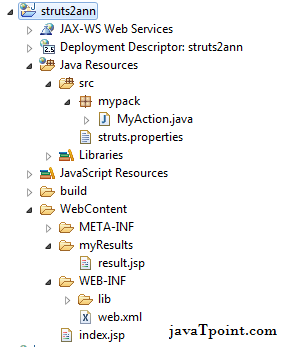 struts2ann
JAX-WS Web Services
Deployment Descriptor: struts2ann
Java Resources
src
mypack
MyAction.java
struts.properties
Libraries
JavaScript Resources
build
WebContent
META-INF
myResults
result.jsp
WEB-INF
lib
web.xml
index.jsp
javaTpoint.com